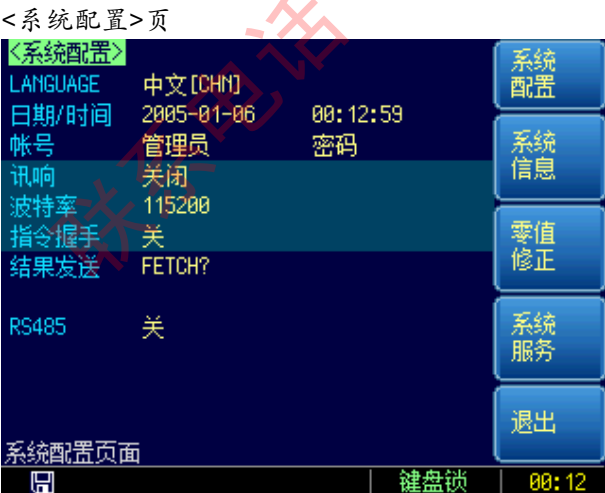 <系统配置>页
<系统配置>
LANGUAGE 中文[CHN]
日期/时间 2005-01-06 00:12:59
帐号 管理员 密码
讯响 关闭
波特率 115200
指令握手 关
结果发送 FETCH?
RS485 关
系统配置页面
系统
配置
系统
信息
零值
修正
系统
服务
退出
键盘锁 00:12
联系电话